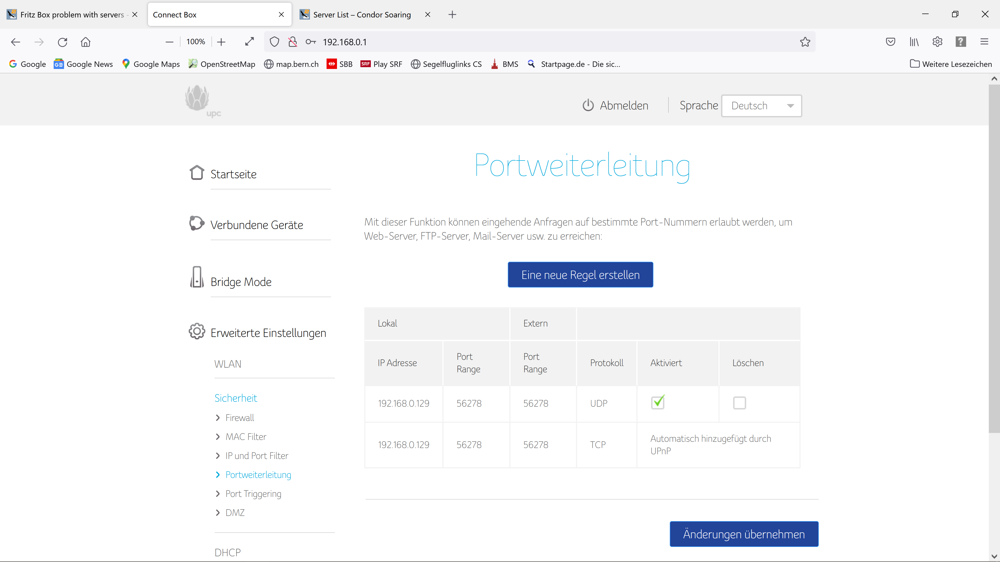 Fritz Box problem with servers -
Connect Box
Server List – Condor Soaring
100%
192.168.0.1
Google
Google News
Google Maps
OpenStreetMap
map.bern.ch
SBB
SRF
Play SRF
Segelfluglinks CS
BMS
Startpage.de - Die sic...
Weitere Lesezeichen
upc
Abmelden
Sprache
Deutsch
Startseite
Verbundene Geräte
Bridge Mode
Erweiterte Einstellungen
WLAN
Sicherheit
Firewall
MAC Filter
IP und Port Filter
Portweiterleitung
Port Triggering
DMZ
DHCP
Portweiterleitung
Mit dieser Funktion können eingehende Anfragen auf bestimmte Port-Nummern erlaubt werden, um
Web-Server, FTP-Server, Mail-Server usw. zu erreichen:
Eine neue Regel erstellen
Lokal Extern
IP Adresse Port Range Port Range Protokoll Aktiviert Löschen
192.168.0.129 56278 56278 UDP
192.168.0.129 56278 56278 TCP Automatisch hinzugefügt durch
UPnP
Änderungen übernehmen